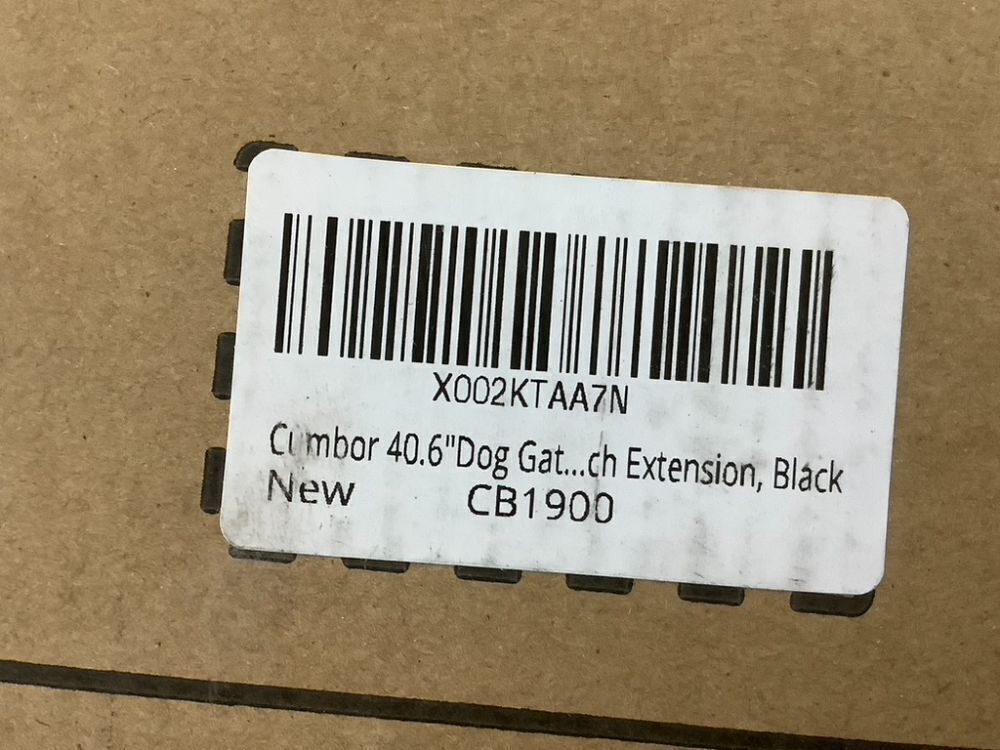 X002KTAA7N
Cumbor 40.6"Dog Gat...ch Extension, Black
New CB1900